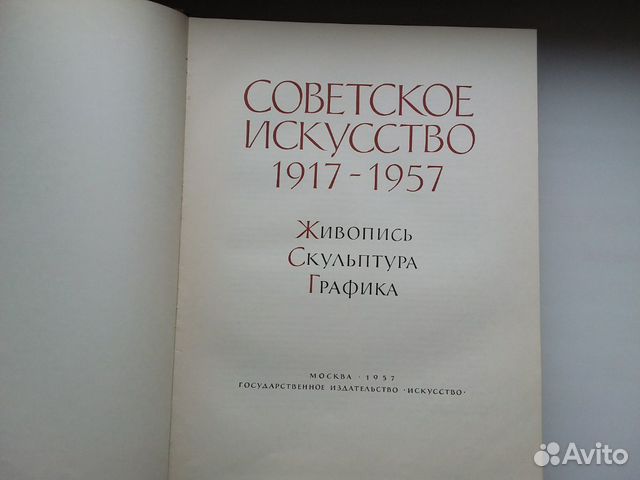 СОВЕТСКОЕ
ИСКУССТВО
1917-1957
ЖИВОПИСЬ
СКУЛЬПТУРА
ГРАФИКА
МОСКВА · 1957
ГОСУДАРСТВЕННОЕ ИЗДАТЕЛЬСТВО · ИСКУССТВО ·
Avito